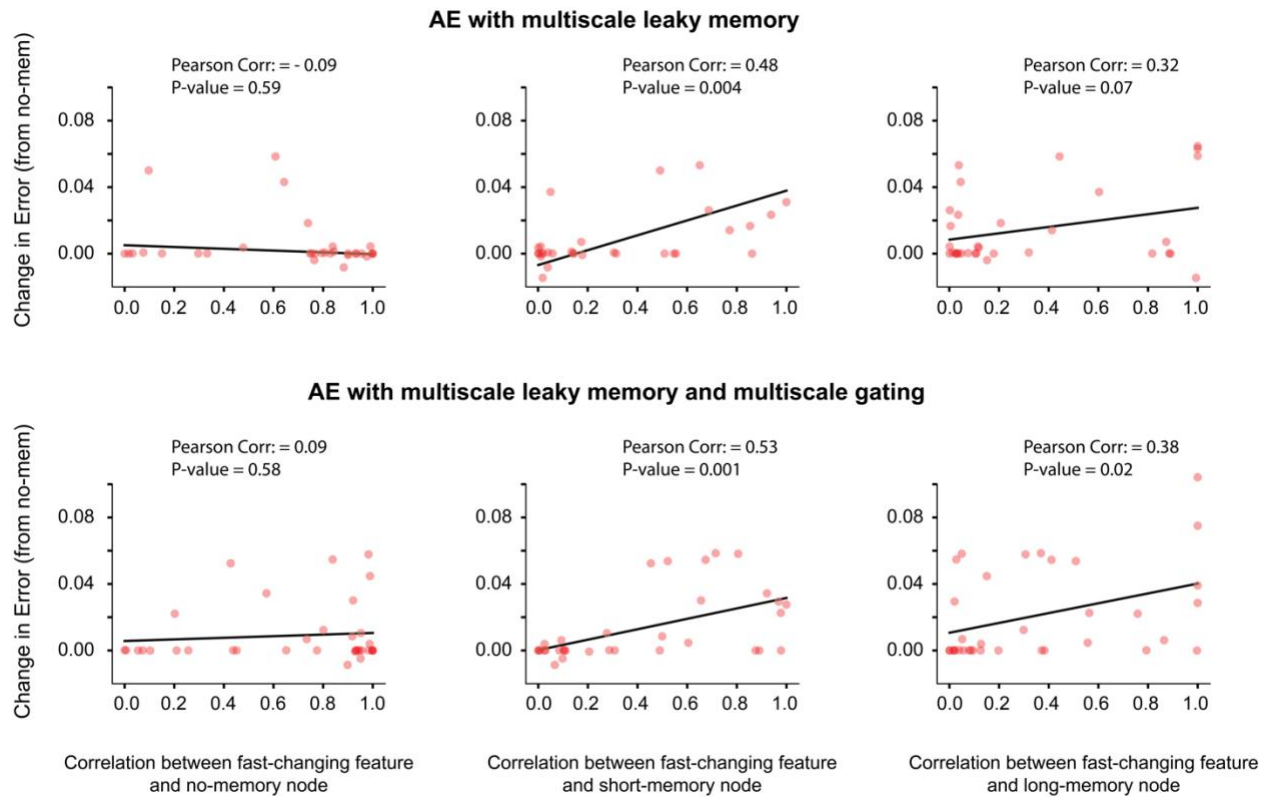 AE with multiscale leaky memory
Change in Error (from no-mem)
Pearson Corr: = - 0.09
P-value = 0.59
0.08
0.04
0.00
0.0 0.2 0.4 0.6 0.8 1.0
Pearson Corr: = 0.48
P-value = 0.004
0.08
0.04
0.00
0.0 0.2 0.4 0.6 0.8 1.0
Pearson Corr: = 0.32
P-value = 0.07
0.08
0.04
0.00
0.0 0.2 0.4 0.6 0.8 1.0
AE with multiscale leaky memory and multiscale gating
Change in Error (from no-mem)
Pearson Corr: = 0.09
P-value = 0.58
0.08
0.04
0.00
0.0 0.2 0.4 0.6 0.8 1.0
Correlation between fast-changing feature
and no-memory node
Pearson Corr: = 0.53
P-value = 0.001
0.08
0.04
0.00
0.0 0.2 0.4 0.6 0.8 1.0
Correlation between fast-changing feature
and short-memory node
Pearson Corr: = 0.38
P-value = 0.02
0.08
0.04
0.00
0.0 0.2 0.4 0.6 0.8 1.0
Correlation between fast-changing feature
and long-memory node